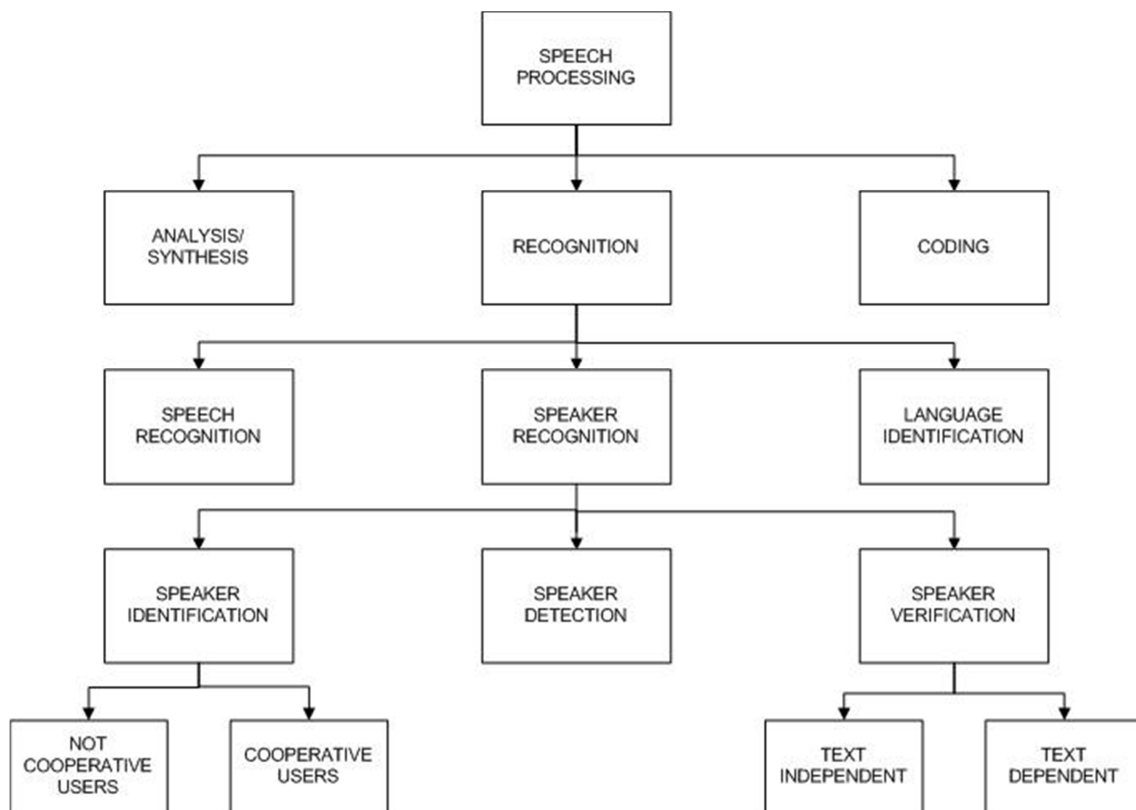 SPEECH
PROCESSING
ANALYSIS/
SYNTHESIS
RECOGNITION
CODING
SPEECH
RECOGNITION
SPEAKER
RECOGNITION
LANGUAGE
IDENTIFICATION
SPEAKER
IDENTIFICATION
SPEAKER
DETECTION
SPEAKER
VERIFICATION
NOT
COOPERATIVE
USERS
COOPERATIVE
USERS
TEXT
INDEPENDENT
TEXT
DEPENDENT